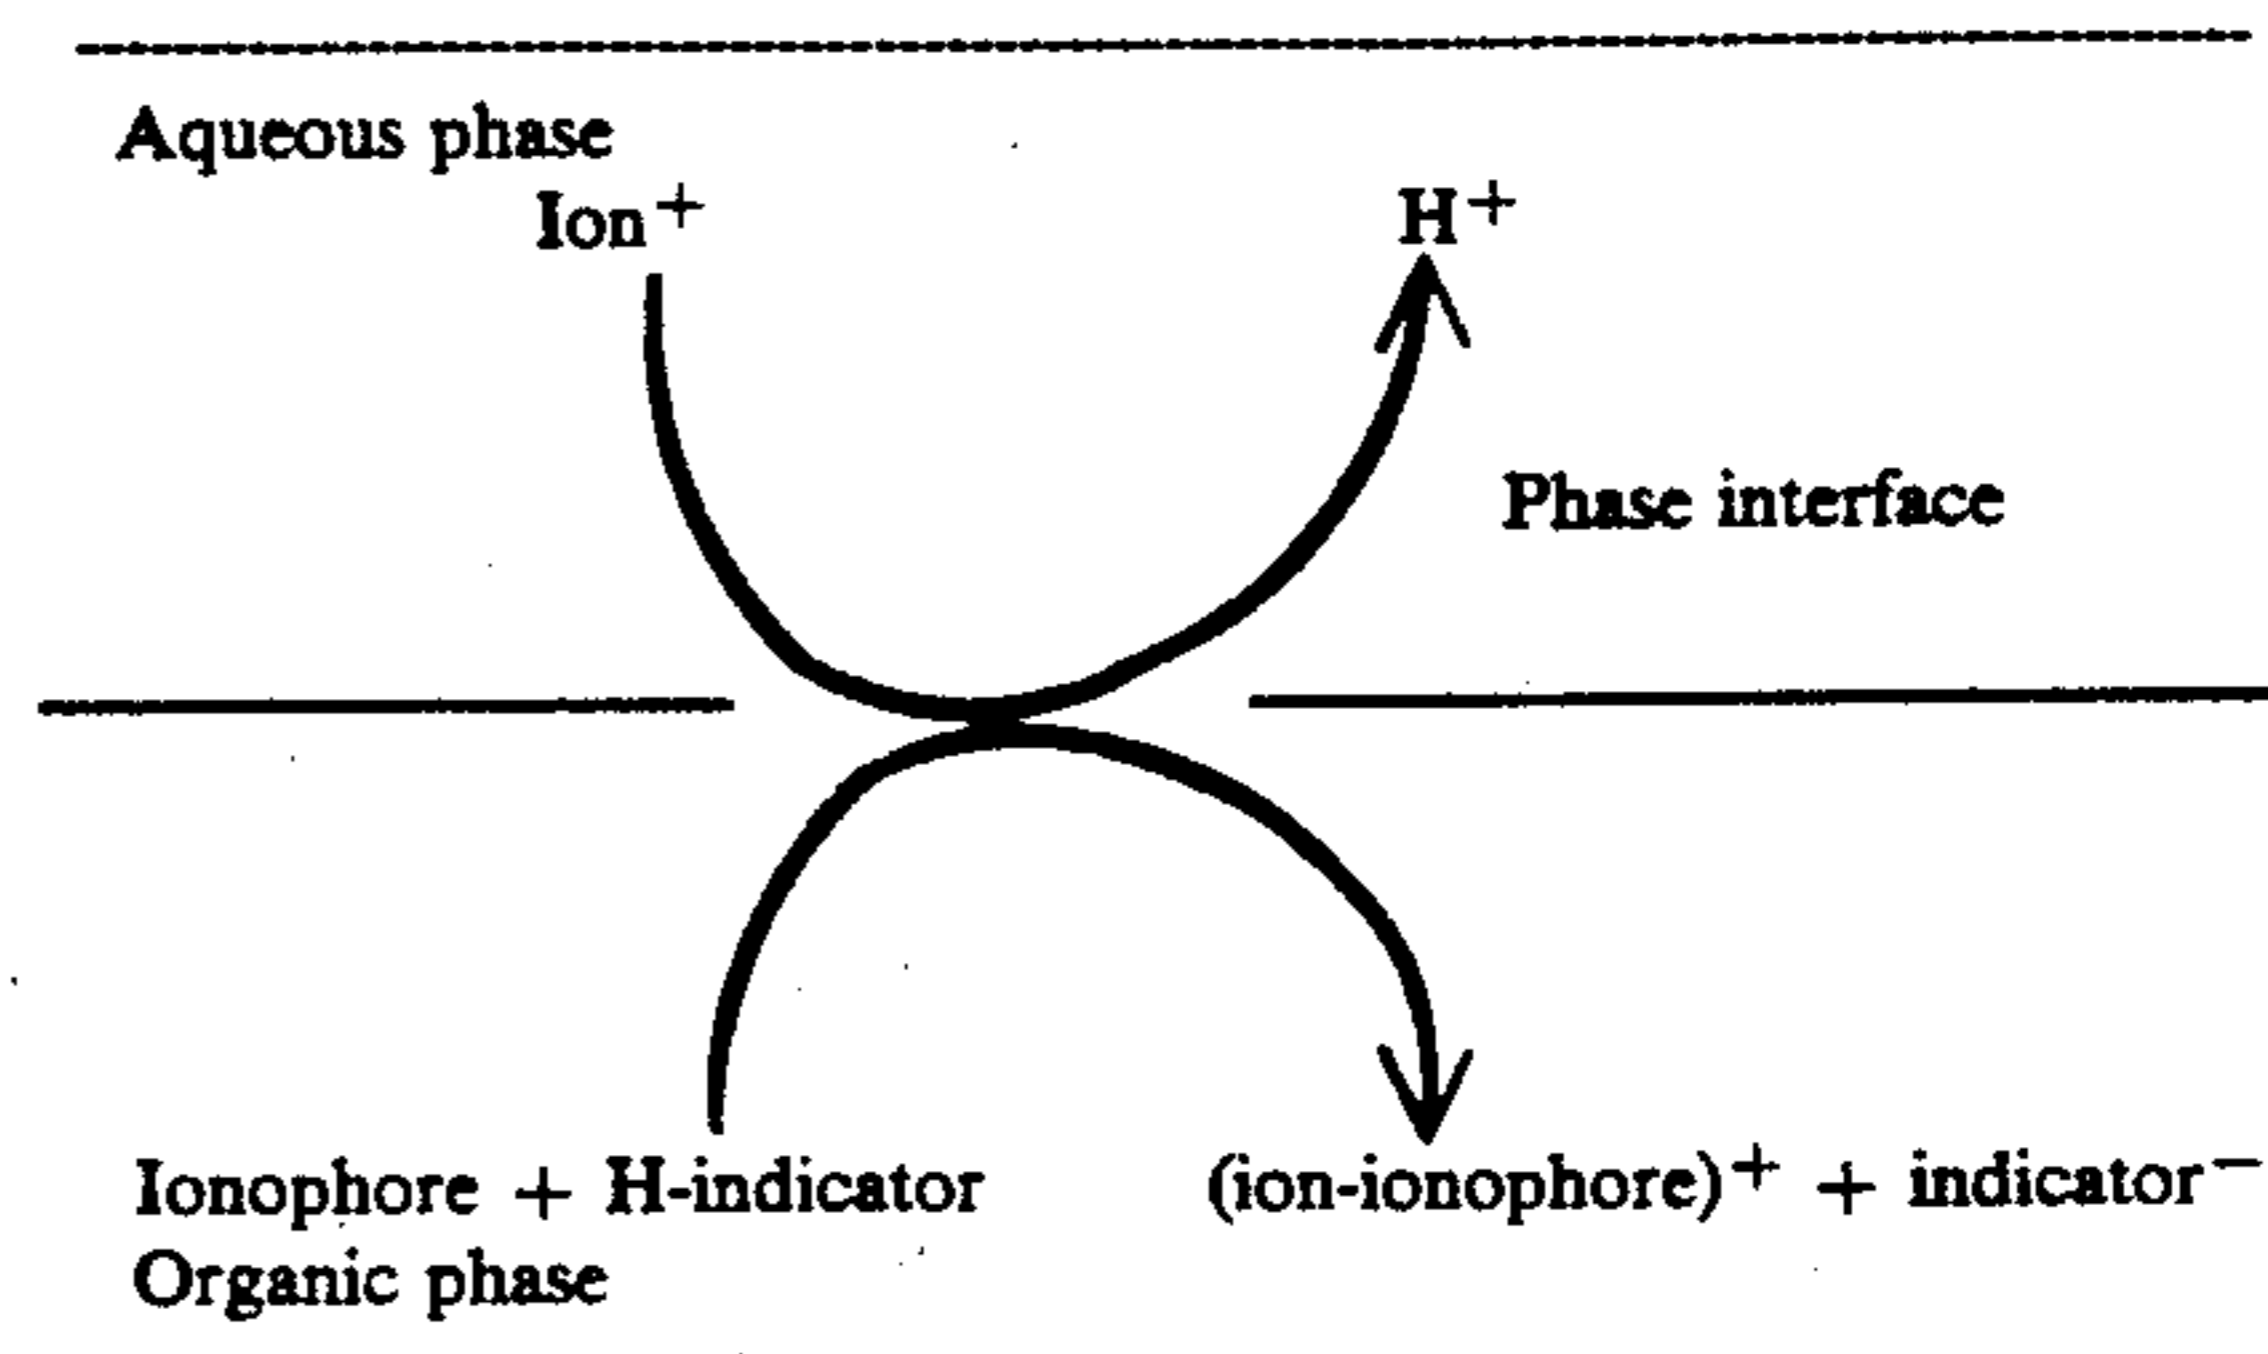 Aqueous phase
Ion+ H+
Phase interface
Ionophore + H-indicator (ion-ionophore)+ + indicator−
Organic phase